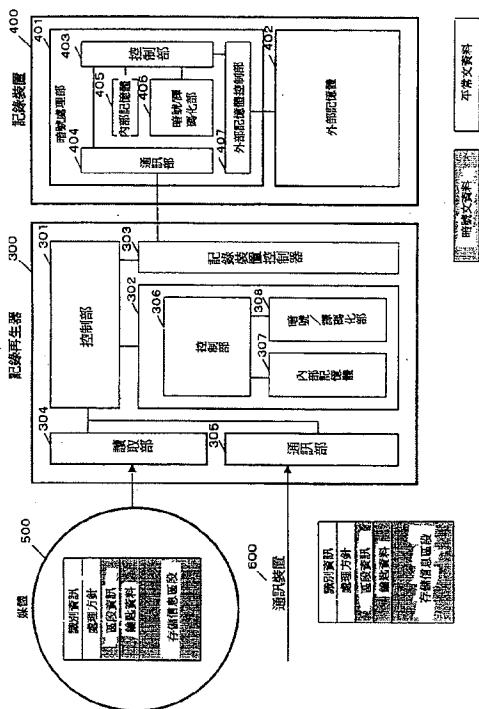 媒體
500
識別資訊
處理方針
區段資訊
鑰匙資料
存儲信息區段
600
通訊裝置
識別資訊
處理方針
區段資訊
鑰匙資料
存儲信息區段
記錄再生器
300
301
控制部
302
303
記錄裝置控制器
304
讀取部
305
通訊部
306
控制部
307
內部記憶體
308
暗號/譯碼化部
記錄裝置
400
401
暗號處理部
403
控制部
404
通訊部
405
內部記憶體
406
暗號/譯碼化部
407
外部記憶體控制部
402
外部記憶體
暗號文資料
平常文資料